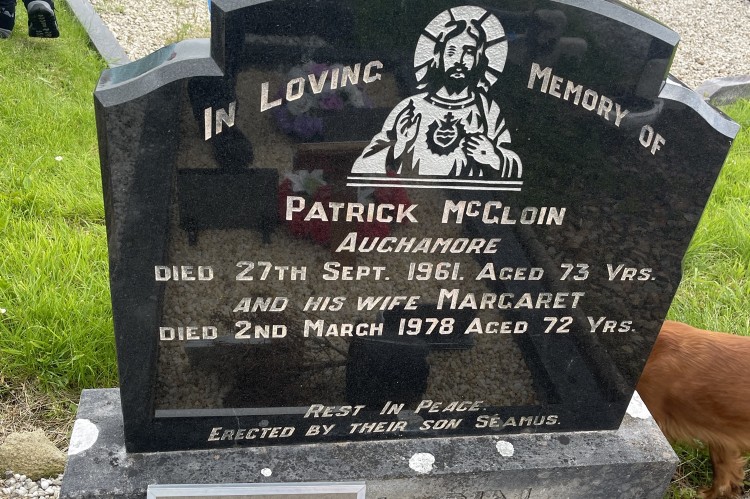 In Loving Memory of
Patrick McGloin
Aughamore
Died 27th Sept. 1961. Aged 73 Yrs.
and his wife Margaret
Died 2nd March 1978 Aged 72 Yrs.
Rest In Peace.
Erected by their son Séamus.